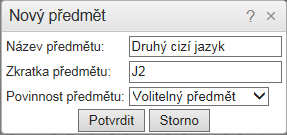 Nový předmět ? ×
Název předmětu: Druhý cizí jazyk
Zkratka předmětu: J2
Povinnost předmětu: Volitelný předmět
Potvrdit Storno